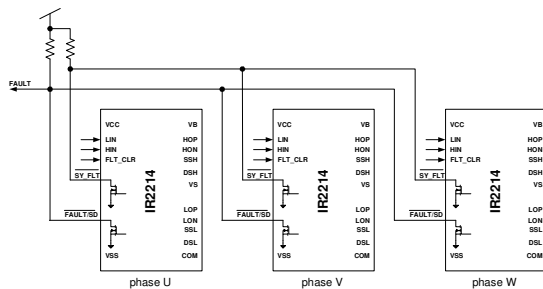 FAULT
VCC
LIN
HIN
FLT_CLR
SY_FLT
FAULT/SD
VSS
IR2214
VB
HOP
HON
SSH
DSH
VS
LOP
LON
SSL
DSL
COM
phase U
VCC
LIN
HIN
FLT_CLR
SY_FLT
FAULT/SD
VSS
IR2214
VB
HOP
HON
SSH
DSH
VS
LOP
LON
SSL
DSL
COM
phase V
VCC
LIN
HIN
FLT_CLR
SY_FLT
FAULT/SD
VSS
IR2214
VB
HOP
HON
SSH
DSH
VS
LOP
LON
SSL
DSL
COM
phase W